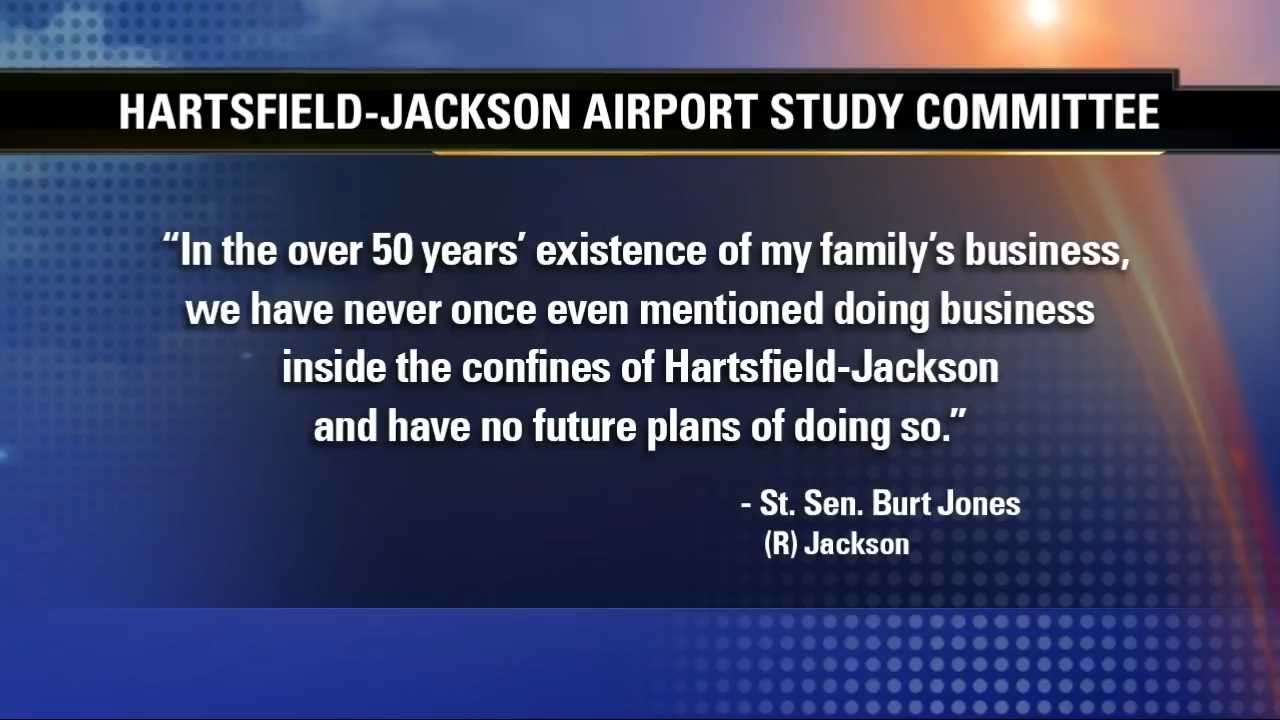 HARTSFIELD-JACKSON AIRPORT STUDY COMMITTEE
“In the over 50 years’ existence of my family’s business,
we have never once even mentioned doing business
inside the confines of Hartsfield-Jackson
and have no future plans of doing so.”
- St. Sen. Burt Jones
(R) Jackson